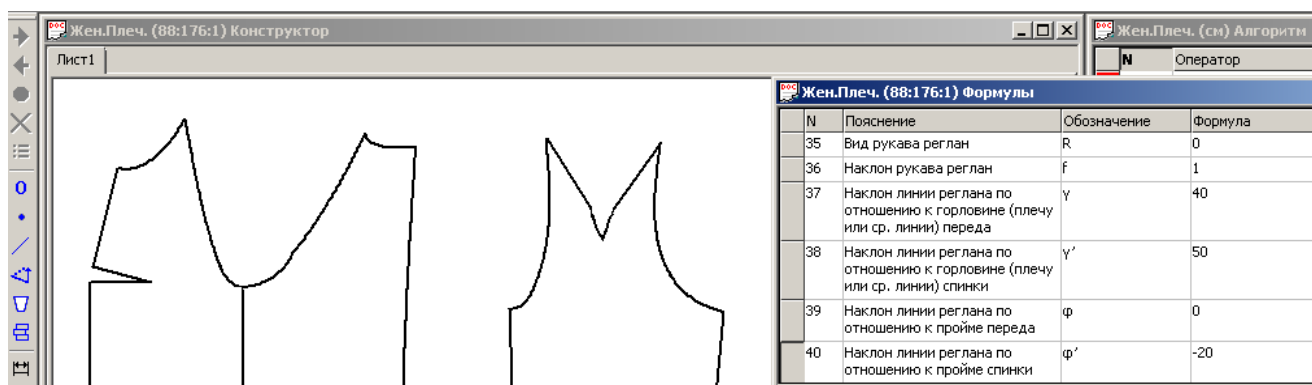 Жен.Плеч. (88:176:1) Конструктор
Жен.Плеч. (см) Алгоритм
Лист1
N Оператор
Жен.Плеч. (88:176:1) Формулы
N Пояснение Обозначение Формула
35 Вид рукава реглан R 0
36 Наклон рукава реглан f 1
37 Наклон линии реглана по γ 40
отношению к горловине (плечу
или ср. линии) переда
38 Наклон линии реглана по γ′ 50
отношению к горловине (плечу
или ср. линии) спинки
39 Наклон линии реглана по φ 0
отношению к пройме переда
40 Наклон линии реглана по φ′ -20
отношению к пройме спинки